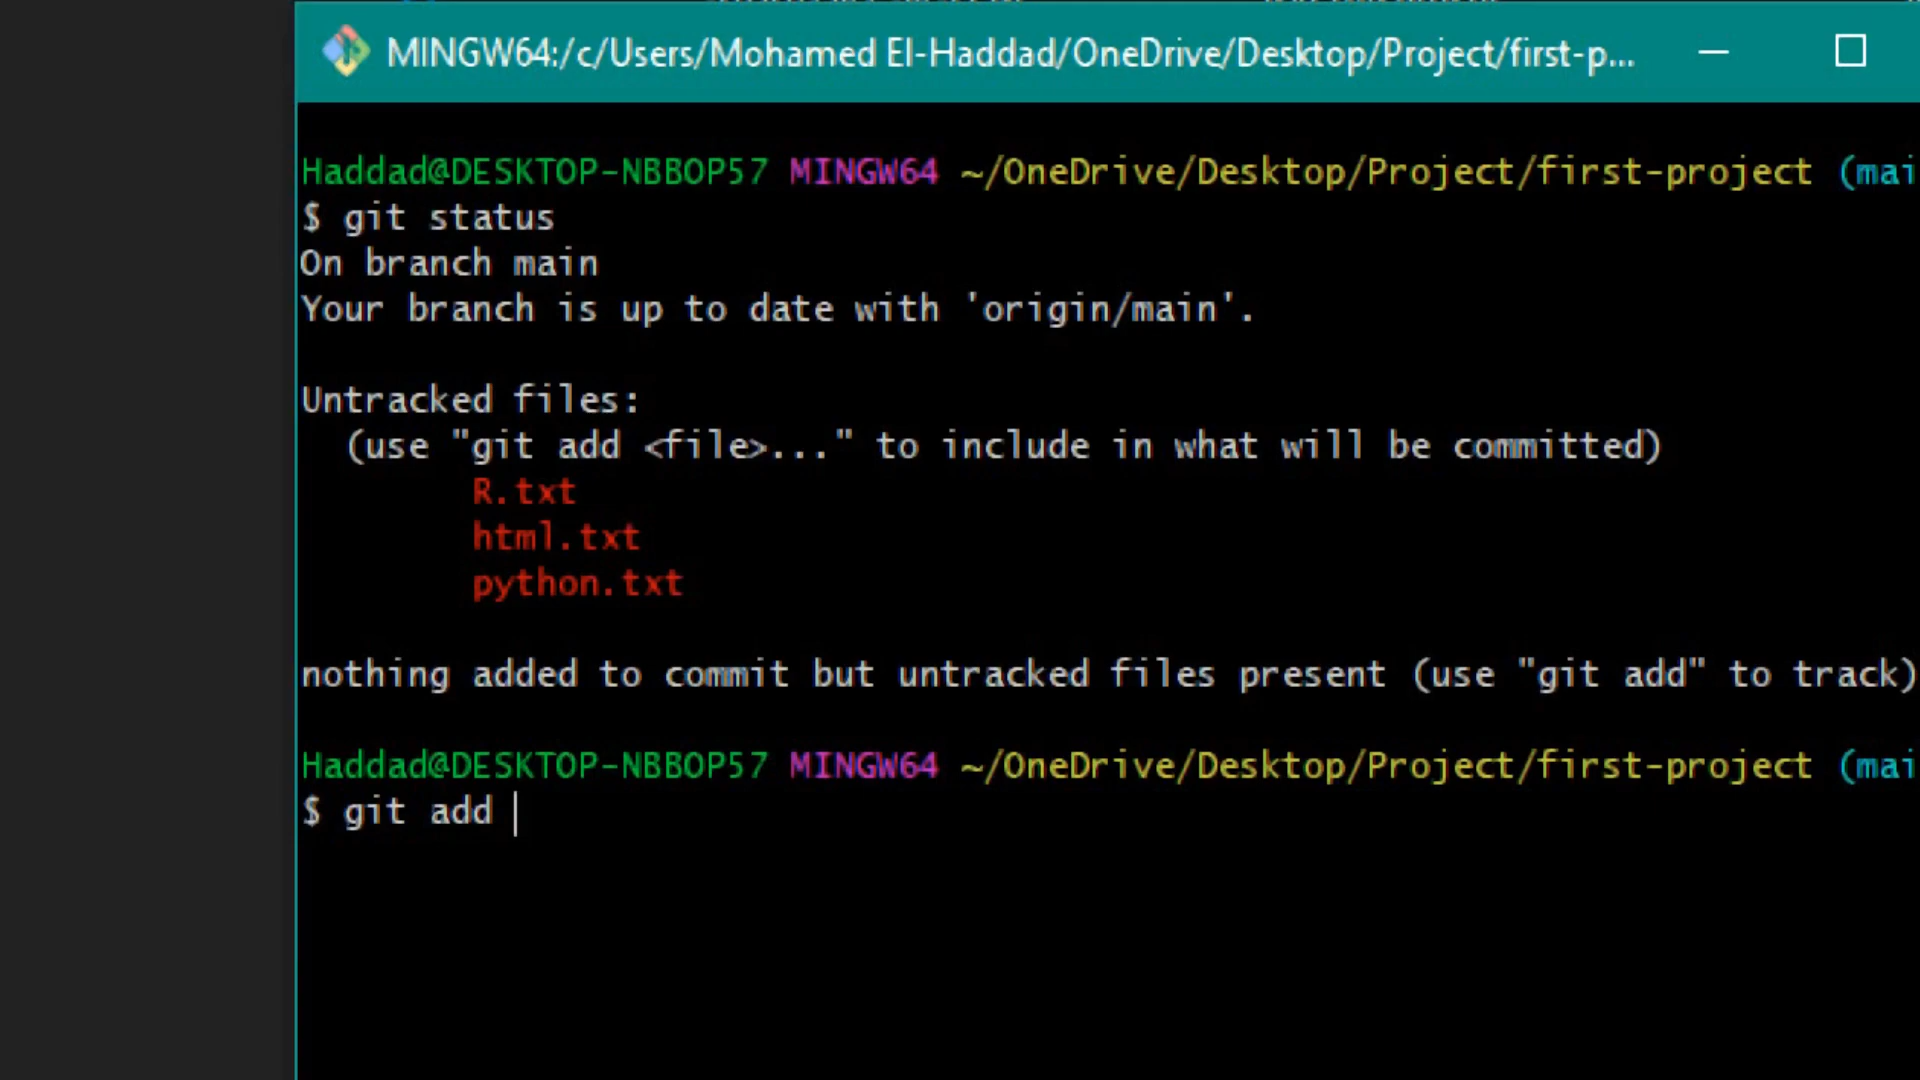 MINGW64:/c/Users/Mohamed El-Haddad/OneDrive/Desktop/Project/first-p...
Haddad@DESKTOP-NBBOP57 MINGW64 ~/OneDrive/Desktop/Project/first-project (mai
$ git status
On branch main
Your branch is up to date with 'origin/main'.
Untracked files:
(use "git add <file>..." to include in what will be committed)
R.txt
html.txt
python.txt
nothing added to commit but untracked files present (use "git add" to track)
Haddad@DESKTOP-NBBOP57 MINGW64 ~/OneDrive/Desktop/Project/first-project (mai
$ git add